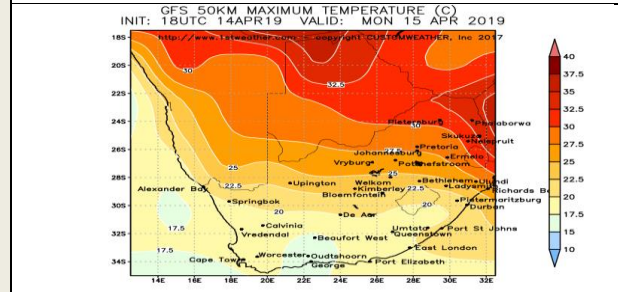 GFS 50KM MAXIMUM TEMPERATURE (C)
INIT: 18UTC 14APR19 VALID: MON 15 APR 2019
http://www.1stweather.com copyright CUSTOMWEATHER, Inc 2017
18S
20S
22S
24S
26S
28S
30S
32S
34S
14E 16E 18E 20E 22E 24E 26E 28E 30E 32E
30
32.5
30
27.5
25
25
22.5
22.5
20
20
17.5
17.5
Pietersburg
Phalaborwa
Skukuza
Nelspruit
Pretoria
Johannesburg
Ermelo
Vryburg
Potchefstroom
Welkom
Bethlehem
Ulundi
Alexander Bay
Upington
Kimberley
Ladysmith
Richards B
Bloemfontein
Springbok
Pietermaritzburg
Durban
De Aar
Calvinia
Umtata
Port St Johns
Vredendal
Beaufort West
Queenstown
East London
Worcester
Oudtshoorn
Cape Town
George
Port Elizabeth
40
37.5
35
32.5
30
27.5
25
22.5
20
17.5
15
10